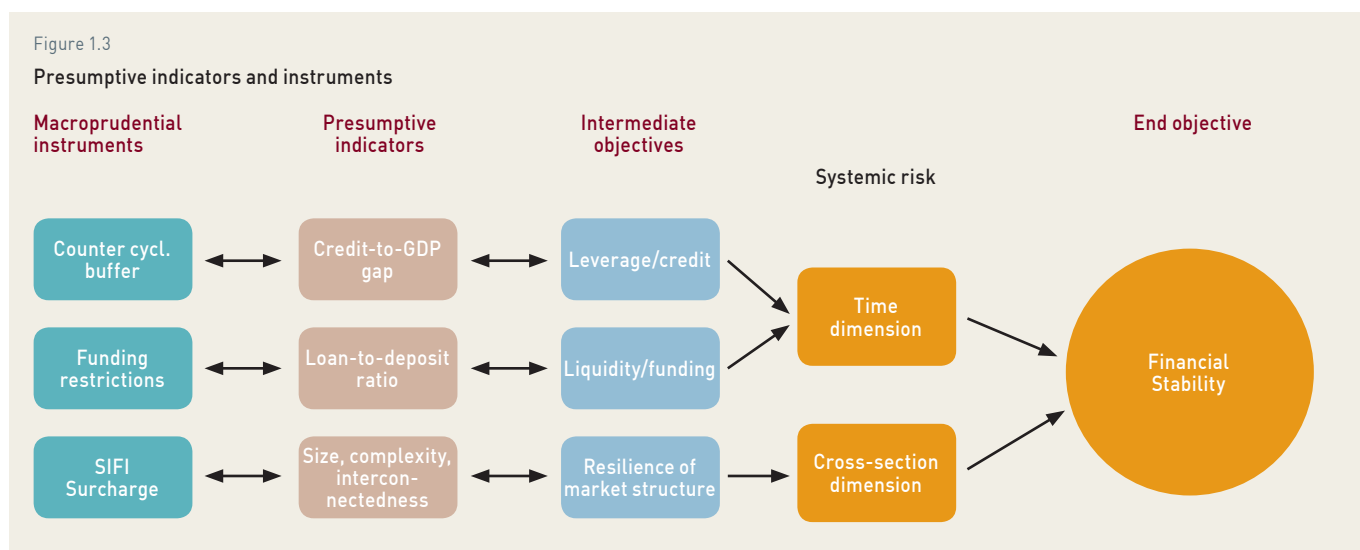 Figure 1.3
Presumptive indicators and instruments
Macroprudential
instruments
Presumptive
indicators
Intermediate
objectives
End objective
Systemic risk
Counter cycl.
buffer
Credit-to-GDP
gap
Leverage/credit
Time
dimension
Funding
restrictions
Loan-to-deposit
ratio
Liquidity/funding
Financial
Stability
SIFI
Surcharge
Size, complexity,
intercon-
nectedness
Resilience of
market structure
Cross-section
dimension